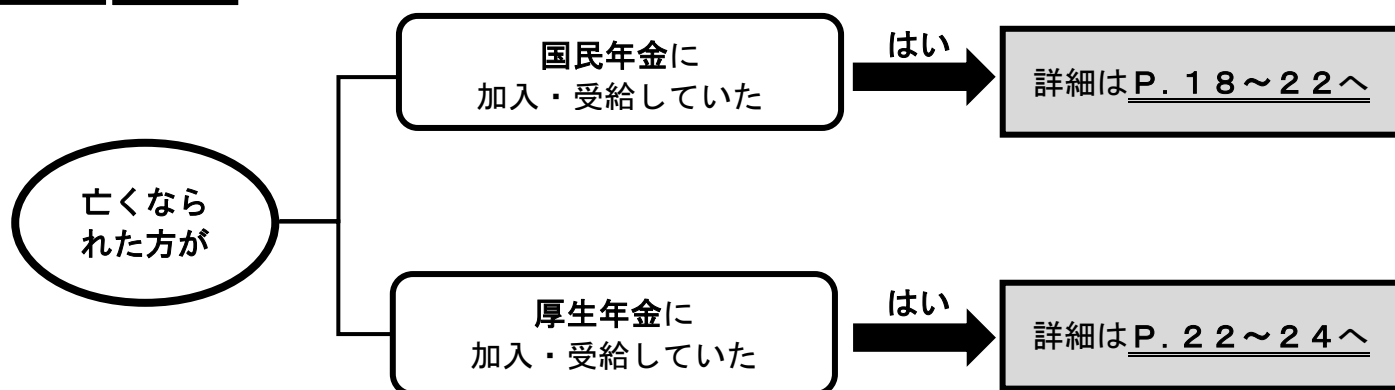 亡くなら
れた方が
国民年金に
加入・受給していた
はい
詳細はＰ．１８～２２へ
厚生年金に
加入・受給していた
はい
詳細はＰ．２２～２４へ